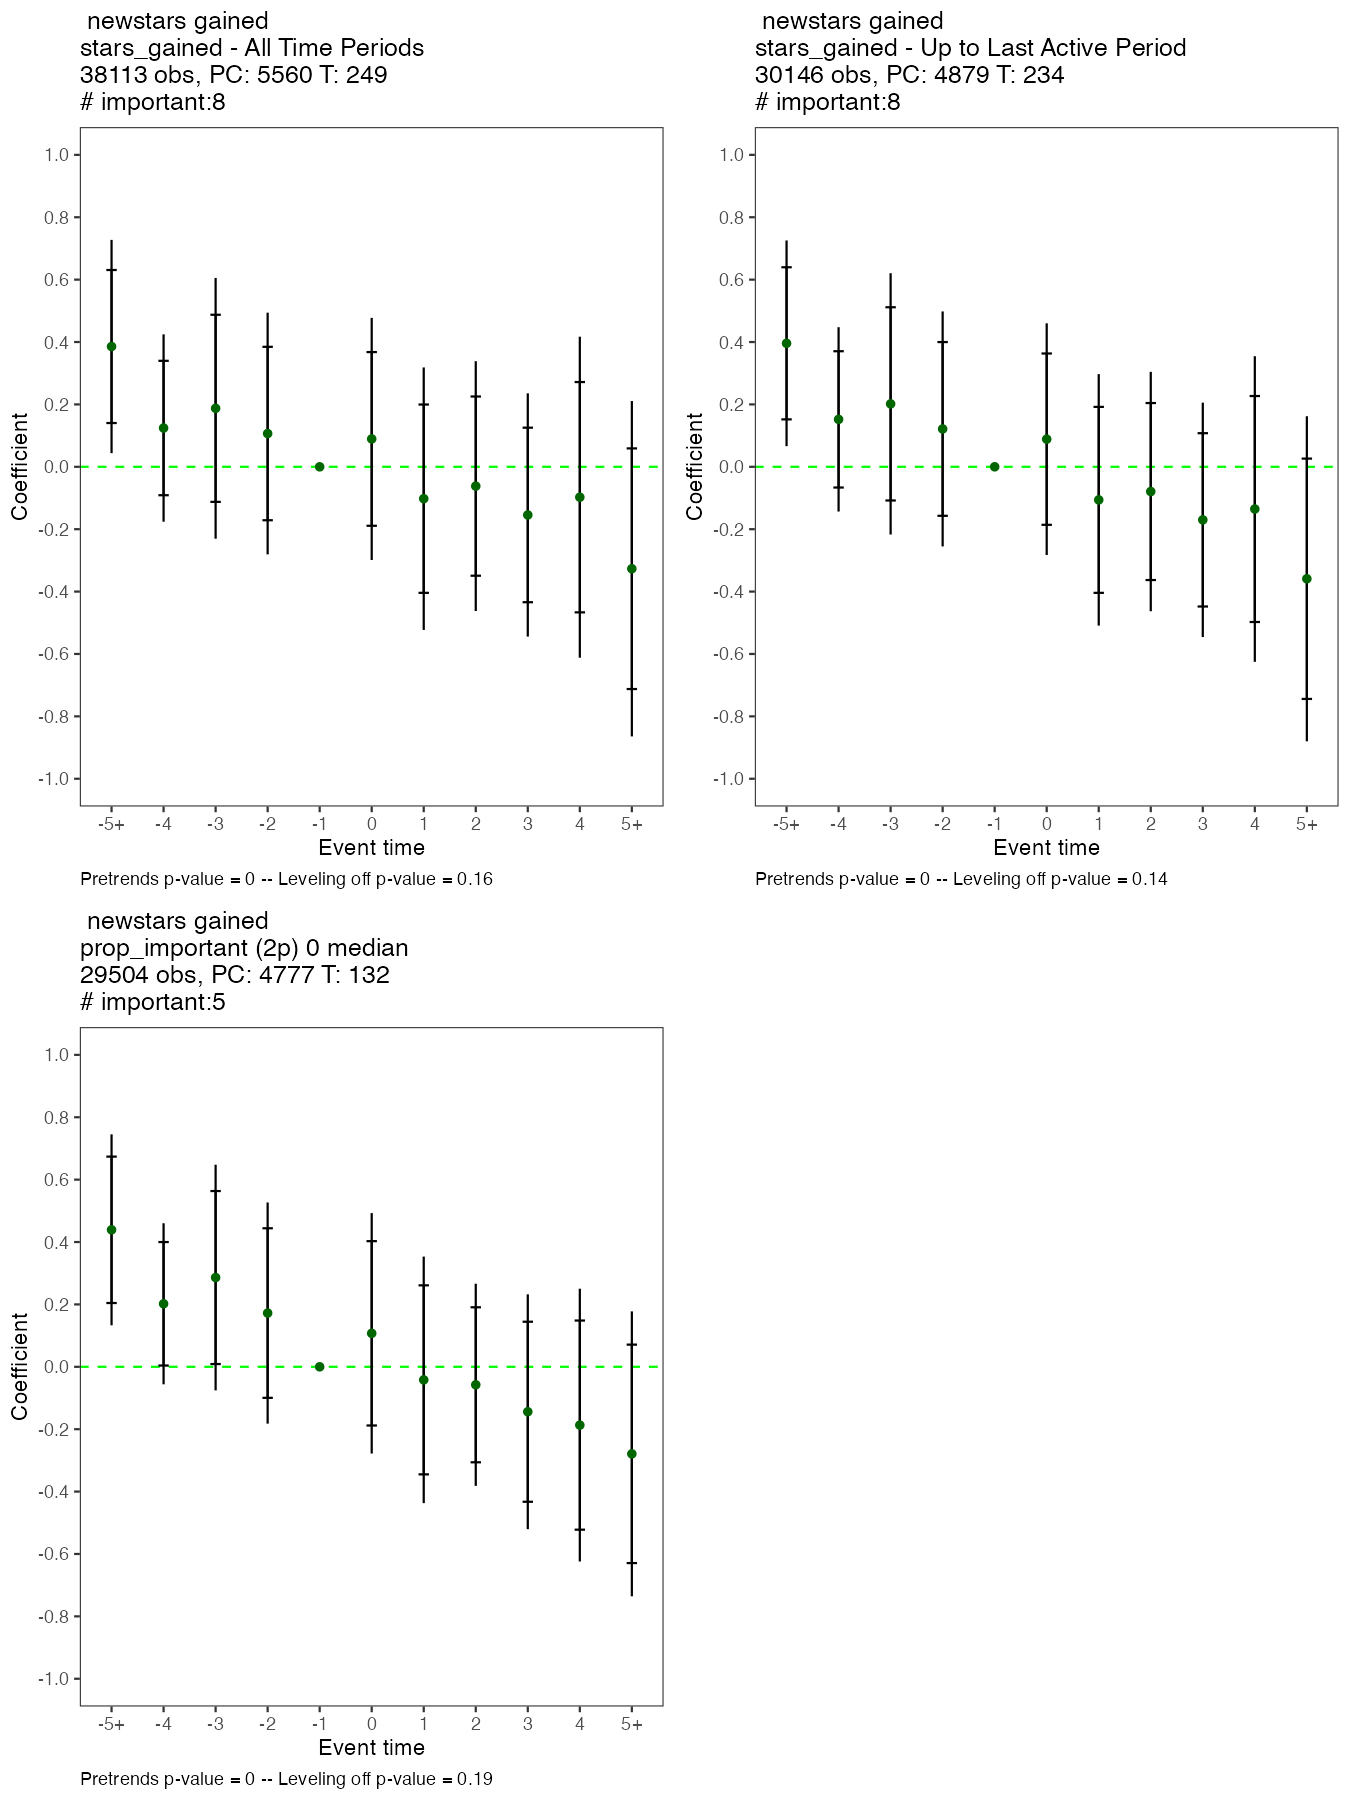 newstars gained
stars_gained - All Time Periods
38113 obs, PC: 5560 T: 249
# important:8
1.0
0.8
0.6
0.4
0.2
0.0
-0.2
-0.4
-0.6
-0.8
-1.0
Coefficient
-5+ -4 -3 -2 -1 0 1 2 3 4 5+
Event time
Pretrends p-value = 0 -- Leveling off p-value = 0.16
newstars gained
stars_gained - Up to Last Active Period
30146 obs, PC: 4879 T: 234
# important:8
1.0
0.8
0.6
0.4
0.2
0.0
-0.2
-0.4
-0.6
-0.8
-1.0
Coefficient
-5+ -4 -3 -2 -1 0 1 2 3 4 5+
Event time
Pretrends p-value = 0 -- Leveling off p-value = 0.14
newstars gained
prop_important (2p) 0 median
29504 obs, PC: 4777 T: 132
# important:5
1.0
0.8
0.6
0.4
0.2
0.0
-0.2
-0.4
-0.6
-0.8
-1.0
Coefficient
-5+ -4 -3 -2 -1 0 1 2 3 4 5+
Event time
Pretrends p-value = 0 -- Leveling off p-value = 0.19